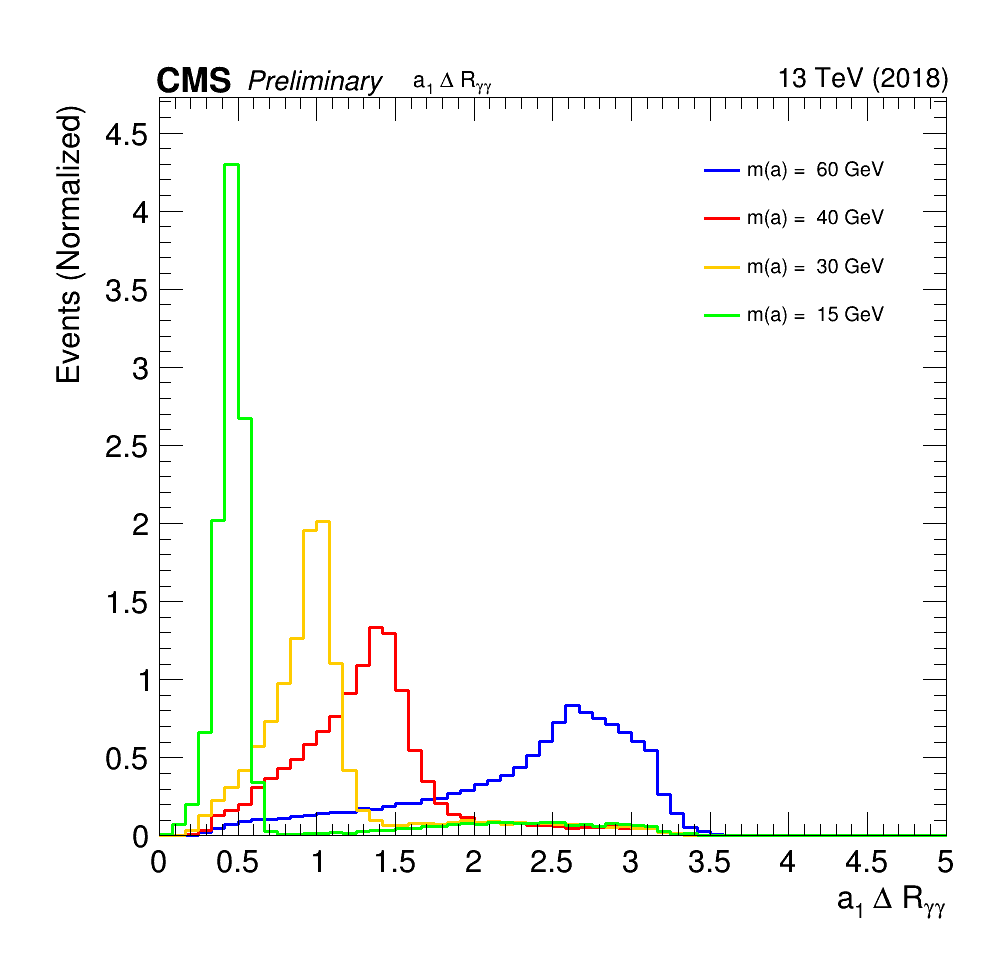 CMS Preliminary a₁ Δ Rγγ 13 TeV (2018)
Events (Normalized)
4.5
4
3.5
3
2.5
2
1.5
1
0.5
0
m(a) = 60 GeV
m(a) = 40 GeV
m(a) = 30 GeV
m(a) = 15 GeV
0 0.5 1 1.5 2 2.5 3 3.5 4 4.5 5
a₁ Δ Rγγ